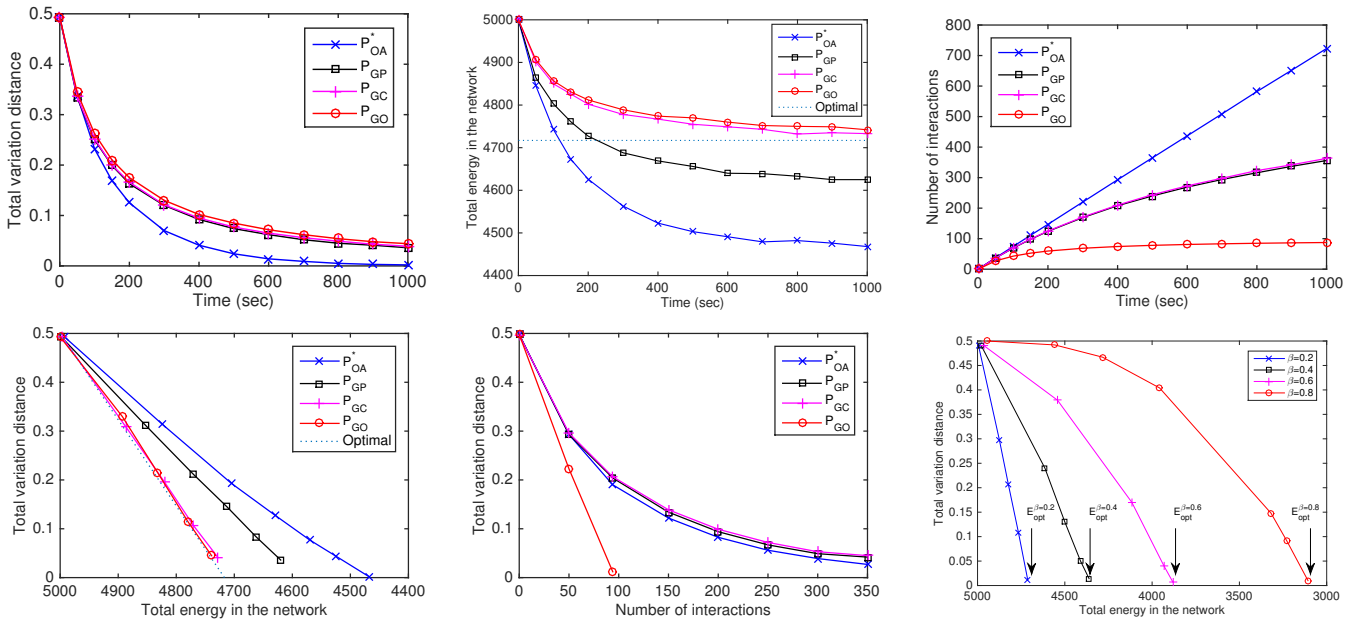 Total variation distance
0.5
0.4
0.3
0.2
0.1
0
0 200 400 600 800 1000
Time (sec)
P*OA
PGP
PGC
PGO
Total energy in the network
5000
4900
4800
4700
4600
4500
4400
0 200 400 600 800 1000
Time (sec)
P*OA
PGP
PGC
PGO
Optimal
Number of interactions
800
700
600
500
400
300
200
100
0
0 200 400 600 800 1000
Time (sec)
P*OA
PGP
PGC
PGO
Total variation distance
0.5
0.4
0.3
0.2
0.1
0
5000 4900 4800 4700 4600 4500 4400
Total energy in the network
P*OA
PGP
PGC
PGO
Optimal
Total variation distance
0.5
0.4
0.3
0.2
0.1
0
0 50 100 150 200 250 300 350
Number of interactions
P*OA
PGP
PGC
PGO
Total variation distance
0.5
0.45
0.4
0.35
0.3
0.25
0.2
0.15
0.1
0.05
0
5000 4500 4000 3500 3000
Total energy in the network
β=0.2
β=0.4
β=0.6
β=0.8
Eoptβ=0.2
Eoptβ=0.4
Eoptβ=0.6
Eoptβ=0.8